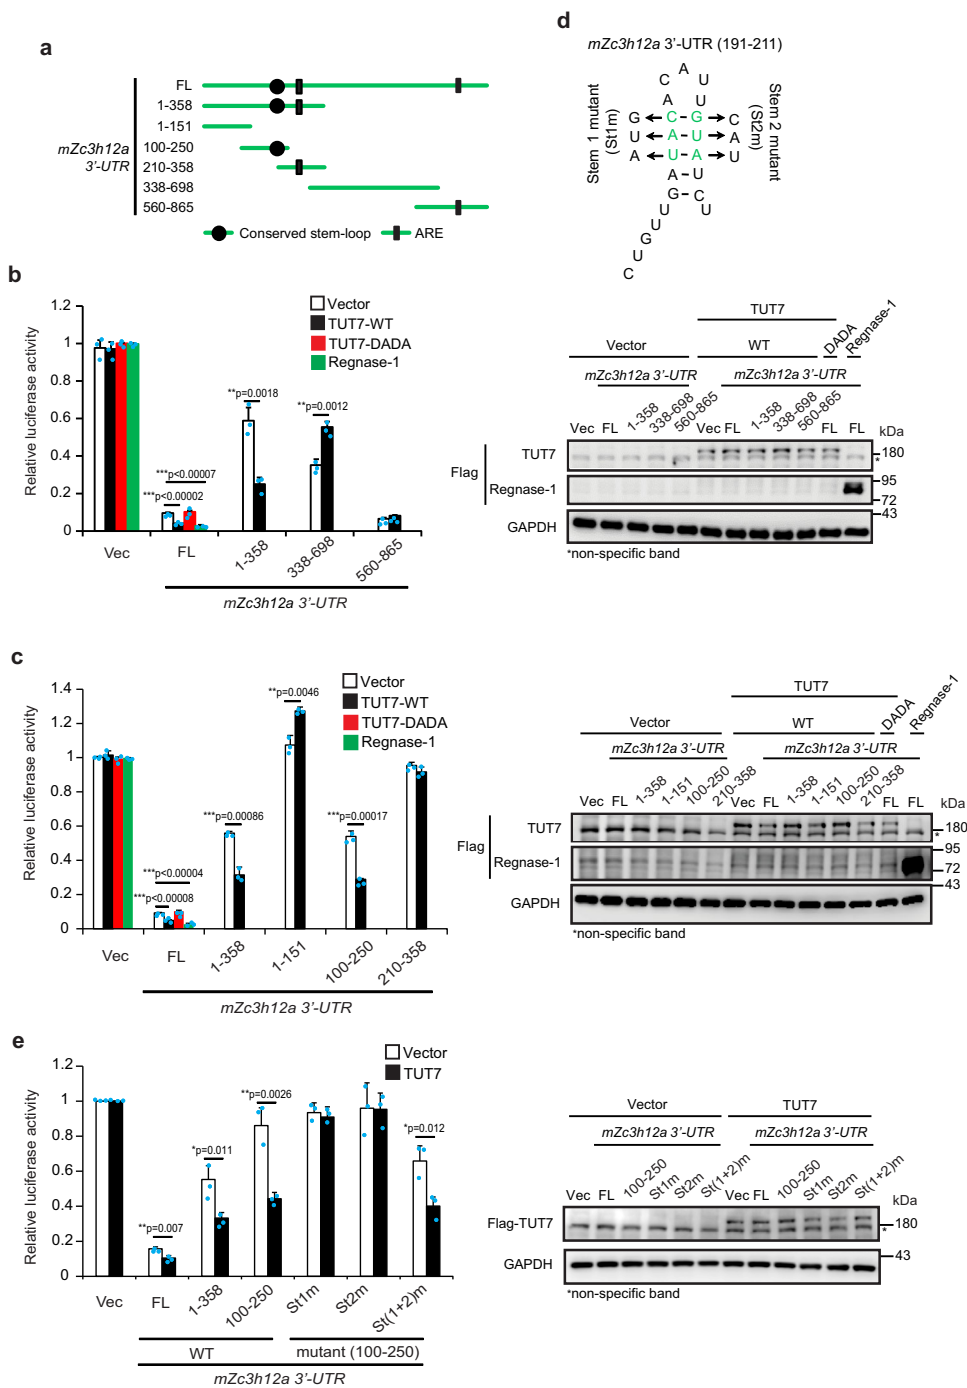 a
FL
1-358
1-151
100-250
210-358
338-698
560-865
mZc3h12a
3'-UTR
Conserved stem-loop
ARE
d
mZc3h12a 3'-UTR (191-211)
A
C U
A U
G C G C
U A U A
A U A U
A U
G C
U U
U
G
U
C
Stem 1 mutant
(St1m)
Stem 2 mutant
(St2m)
b
Relative luciferase activity
1.2
1
0.8
0.6
0.4
0.2
0
Vector
TUT7-WT
TUT7-DADA
Regnase-1
***p<0.00007
***p<0.00002
**p=0.0018
**p=0.0012
Vec
FL
1-358
338-698
560-865
mZc3h12a 3'-UTR
TUT7
Vector
WT
DADA
Regnase-1
mZc3h12a 3'-UTR
mZc3h12a 3'-UTR
Vec FL 1-358 338-698 560-865 Vec FL 1-358 338-698 560-865 FL FL
kDa
Flag
TUT7
180
*
Regnase-1
95
72
GAPDH
43
*non-specific band
c
Relative luciferase activity
1.4
1.2
1
0.8
0.6
0.4
0.2
0
Vector
TUT7-WT
TUT7-DADA
Regnase-1
***p<0.00004
***p<0.00008
***p=0.00086
**p=0.0046
***p=0.00017
Vec
FL
1-358
1-151
100-250
210-358
mZc3h12a 3'-UTR
TUT7
Vector
WT
DADA
Regnase-1
mZc3h12a 3'-UTR
mZc3h12a 3'-UTR
Vec FL 1-358 1-151 100-250 210-358 Vec FL 1-358 1-151 100-250 210-358 FL FL
kDa
Flag
TUT7
180
*
Regnase-1
95
72
GAPDH
43
*non-specific band
e
Relative luciferase activity
1.2
1
0.8
0.6
0.4
0.2
0
Vector
TUT7
**p=0.007
*p=0.011
**p=0.0026
*p=0.012
Vec
FL
1-358
100-250
St1m
St2m
St(1+2)m
WT
mutant (100-250)
mZc3h12a 3'-UTR
Vector
TUT7
mZc3h12a 3'-UTR
mZc3h12a 3'-UTR
Vec FL 100-250 St1m St2m St(1+2)m Vec FL 100-250 St1m St2m St(1+2)m
kDa
Flag-TUT7
180
*
GAPDH
43
*non-specific band